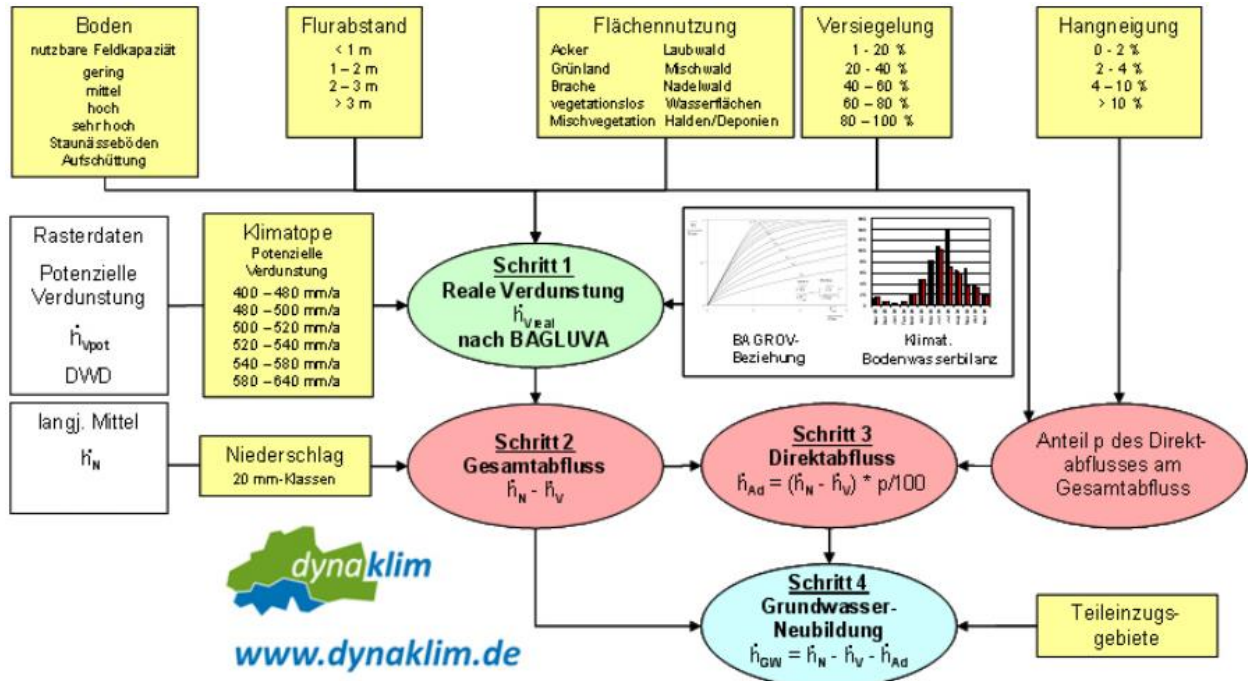 Boden
nutzbare Feldkapaziät
gering
mittel
hoch
sehr hoch
Staunässeböden
Aufschüttung
Flurabstand
< 1 m
1 – 2 m
2 – 3 m
> 3 m
Flächennutzung
Acker Laubwald
Grünland Mischwald
Brache Nadelwald
vegetationslos Wasserflächen
Mischvegetation Halden/Deponien
Versiegelung
1 - 20 %
20 - 40 %
40 – 60 %
60 – 80 %
80 – 100 %
Hangneigung
0 - 2 %
2 - 4 %
4 – 10 %
> 10 %
Rasterdaten
Potenzielle
Verdunstung
ḣVpot
DWD
Klimatope
Potenzielle
Verdunstung
400 – 480 mm/a
480 – 500 mm/a
500 – 520 mm/a
520 – 540 mm/a
540 – 580 mm/a
580 – 640 mm/a
Schritt 1
Reale Verdunstung
ḣVreal
nach BAGLUVA
BAGROV-
Beziehung
Klimat.
Bodenwasserbilanz
langj. Mittel
ḣN
Niederschlag
20 mm-Klassen
Schritt 2
Gesamtabfluss
ḣN - ḣV
Schritt 3
Direktabfluss
ḣAd = (ḣN - ḣV) * p/100
Anteil p des Direkt-
abflusses am
Gesamtabfluss
dynaklim
www.dynaklim.de
Schritt 4
Grundwasser-
Neubildung
ḣGW = ḣN - ḣV - ḣAd
Teileinzugs-
gebiete